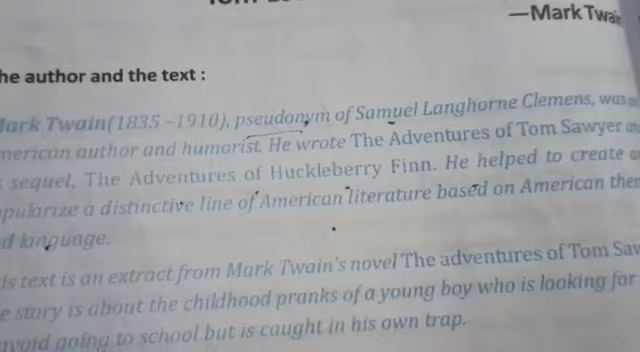 —Mark Twain
he author and the text :
Mark Twain(1835 –1910), pseudonym of Samuel Langhorne Clemens, was
merican author and humorist. He wrote The Adventures of Tom Sawyer
sequel, The Adventures of Huckleberry Finn. He helped to create
pularize a distinctive line of American literature based on American them
d language.
is text is an extract from Mark Twain's novel The adventures of Tom Saw
e story is about the childhood pranks of a young boy who is looking for
avoid going to school but is caught in his own trap.